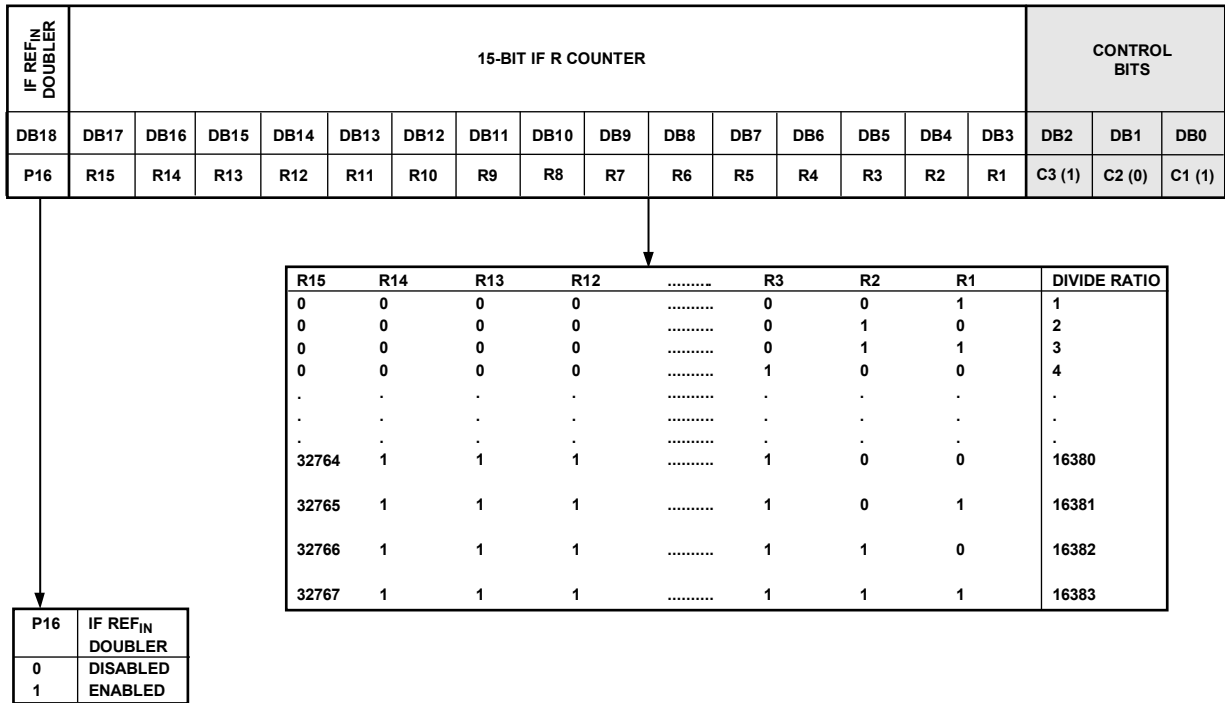 IF REFIN
DOUBLER
15-BIT IF R COUNTER
CONTROL
BITS
DB18 DB17 DB16 DB15 DB14 DB13 DB12 DB11 DB10 DB9 DB8 DB7 DB6 DB5 DB4 DB3 DB2 DB1 DB0
P16 R15 R14 R13 R12 R11 R10 R9 R8 R7 R6 R5 R4 R3 R2 R1 C3 (1) C2 (0) C1 (1)
R15 R14 R13 R12 .......... R3 R2 R1 DIVIDE RATIO
0 0 0 0 .......... 0 0 1 1
0 0 0 0 .......... 0 1 0 2
0 0 0 0 .......... 0 1 1 3
0 0 0 0 .......... 1 0 0 4
. . . . .......... . . . .
. . . . .......... . . . .
. . . . .......... . . . .
32764 1 1 1 .......... 1 0 0 16380
32765 1 1 1 .......... 1 0 1 16381
32766 1 1 1 .......... 1 1 0 16382
32767 1 1 1 .......... 1 1 1 16383
P16 IF REFIN
DOUBLER
0 DISABLED
1 ENABLED